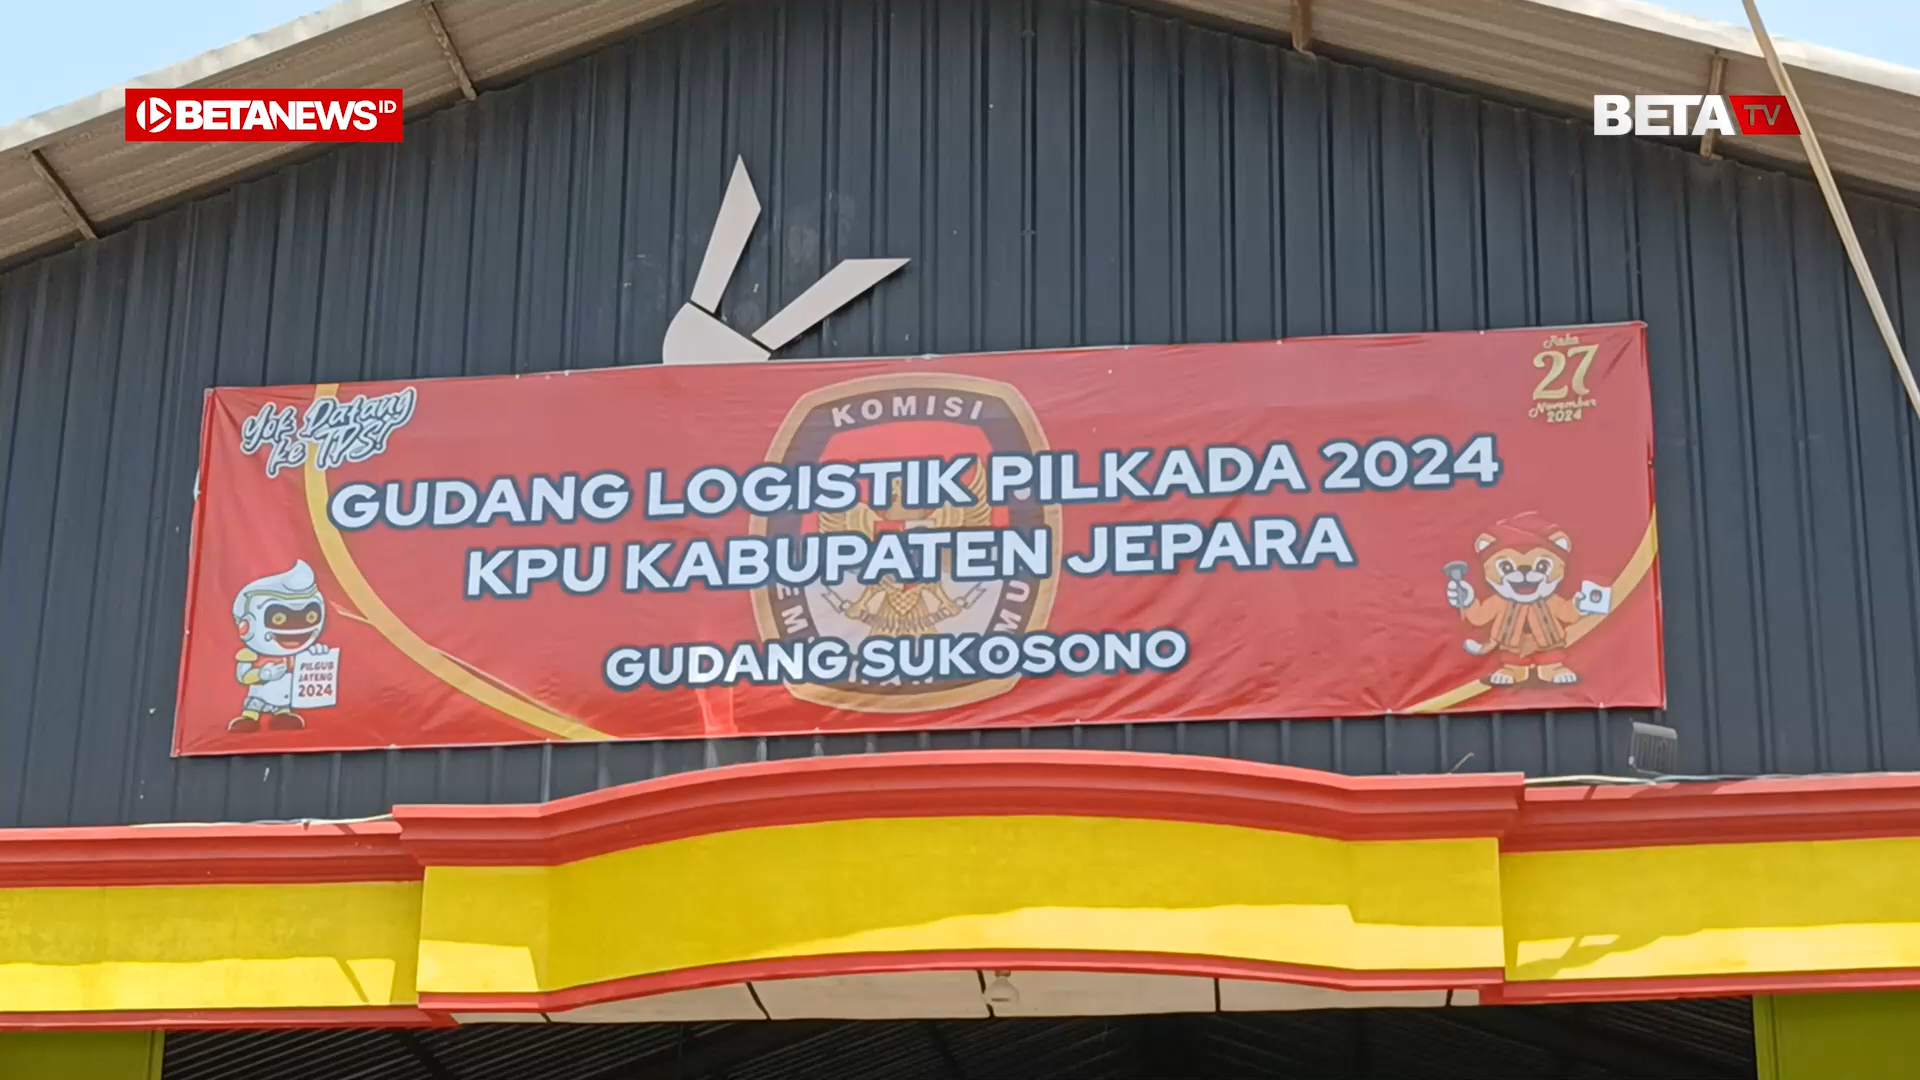 BETANEWS ID
BETA TV
Yok Datang
ke TPS!
Rabu
27
November
2024
KOMISI
GUDANG LOGISTIK PILKADA 2024
KPU KABUPATEN JEPARA
GUDANG SUKOSONO
PILGUB
JATENG
2024